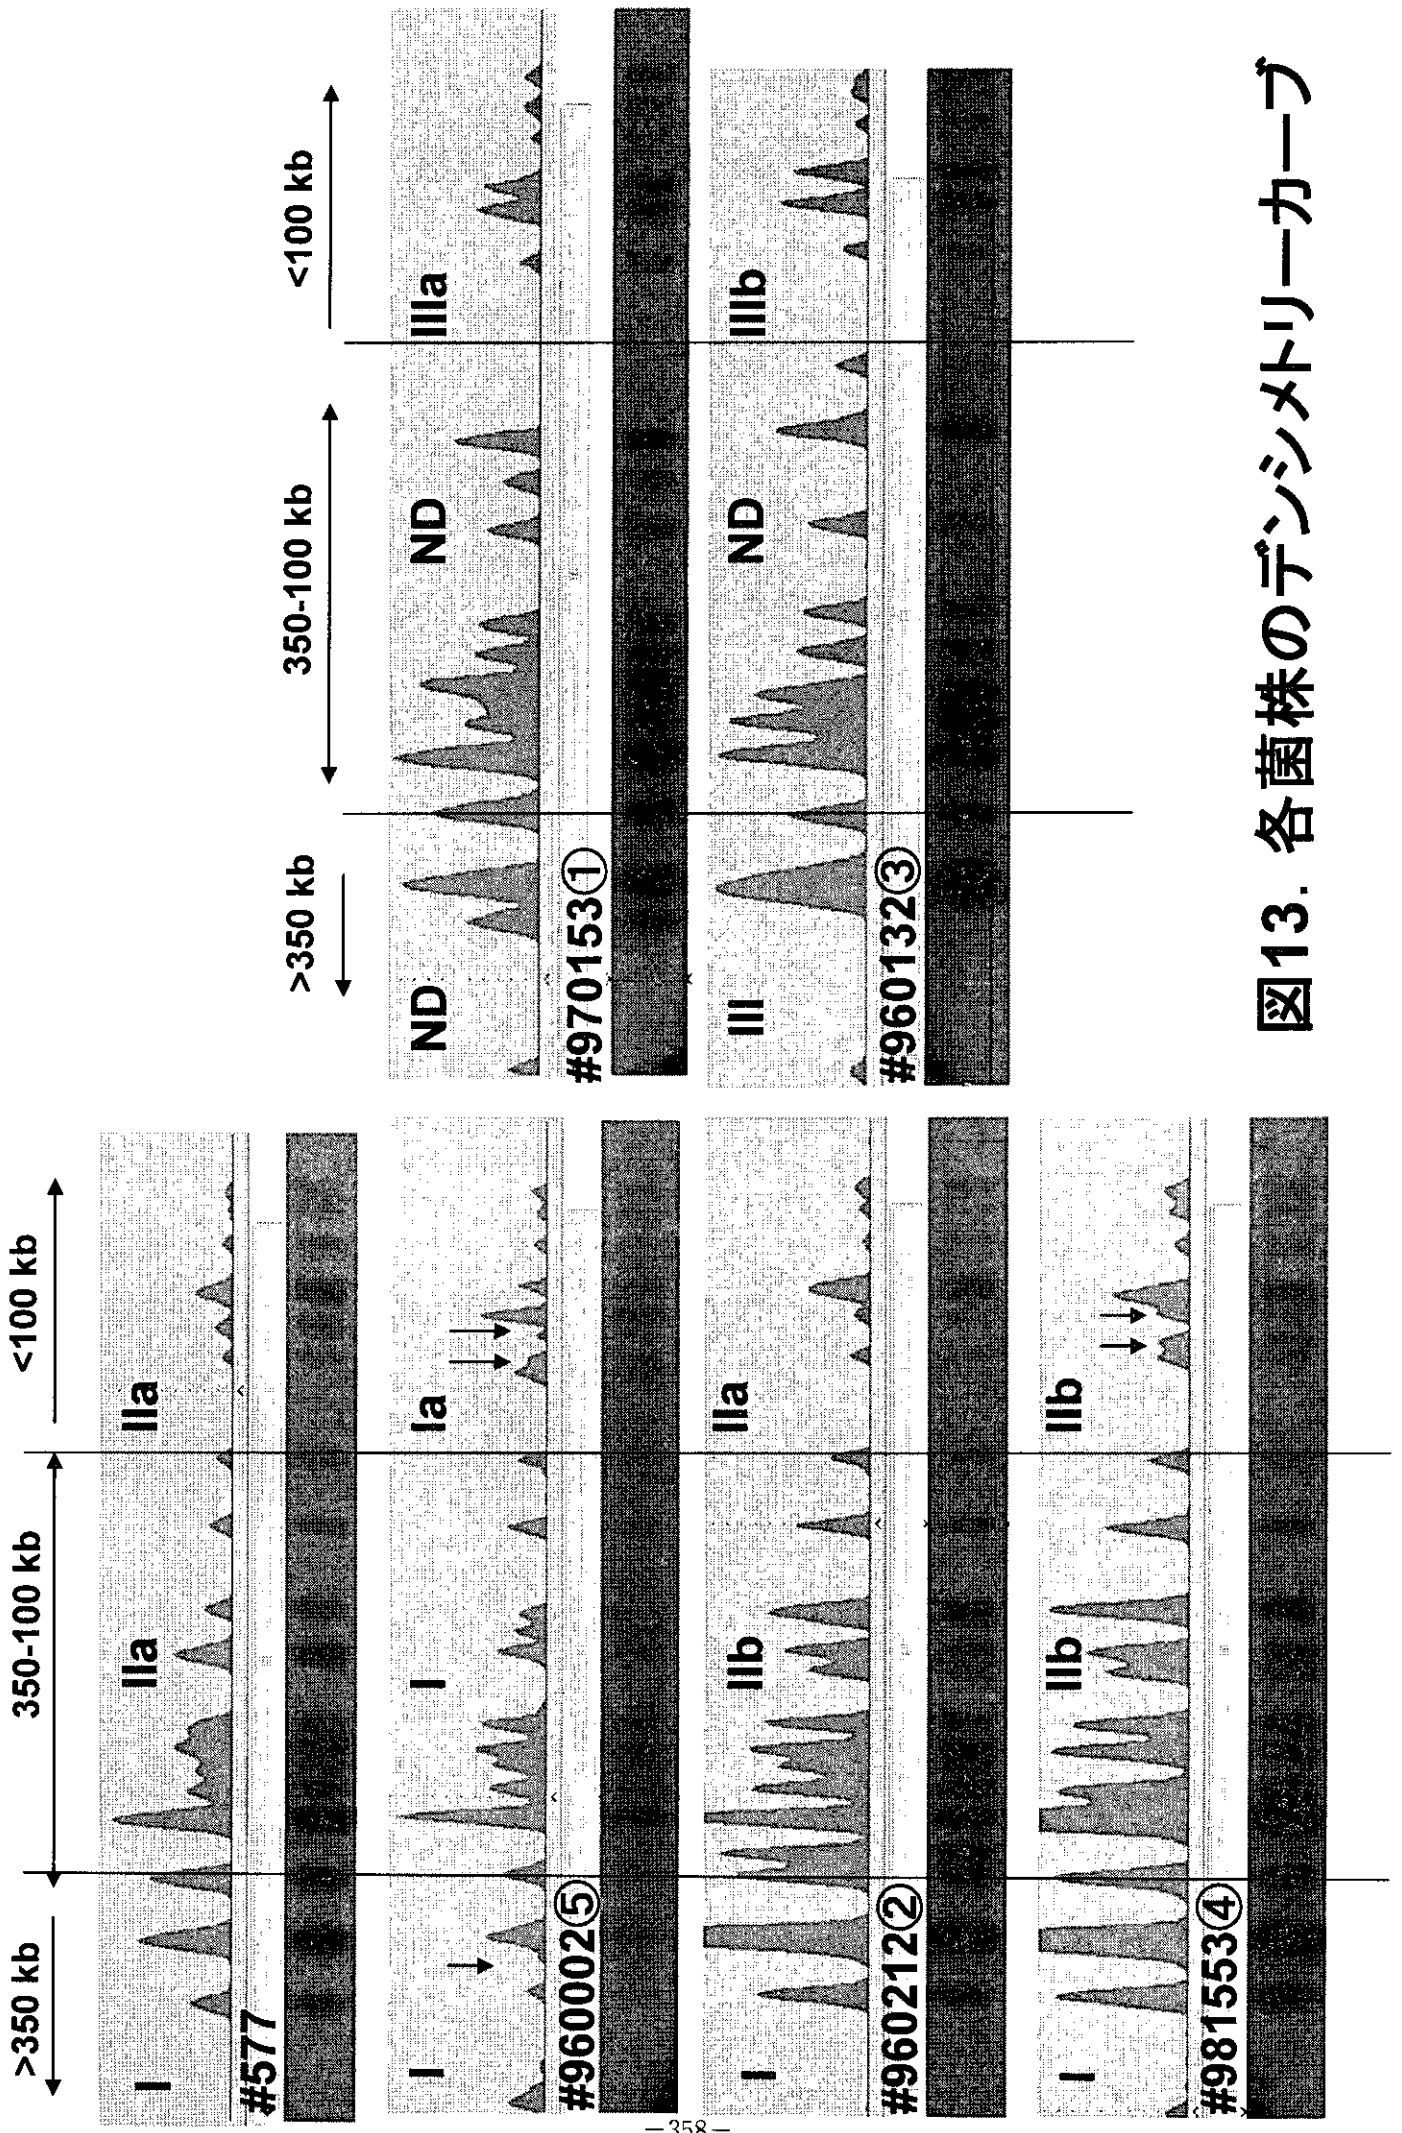 >350 kb 350-100 kb <100 kb
I IIa IIa
#577
I I Ia
#960002⑤
I IIb IIa
#960212②
I IIb IIb
#981553④
>350 kb 350-100 kb <100 kb
ND ND IIIa
#970153①
III ND IIIb
#960132③
図13. 各菌株のデンシメトリーカーブ
—358—